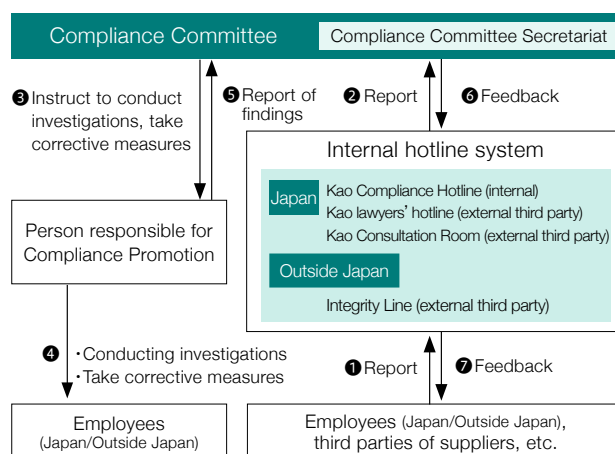 Compliance Committee
Compliance Committee Secretariat
❸Instruct to conduct
investigations, take
corrective measures
❺Report of
findings
❷Report
❻Feedback
Internal hotline system
Japan
Kao Compliance Hotline (internal)
Kao lawyers' hotline (external third party)
Kao Consultation Room (external third party)
Outside Japan
Integrity Line (external third party)
Person responsible for
Compliance Promotion
❹ ・Conducting investigations
・Take corrective measures
❶Report
❼Feedback
Employees
(Japan/Outside Japan)
Employees (Japan/Outside Japan),
third parties of suppliers, etc.